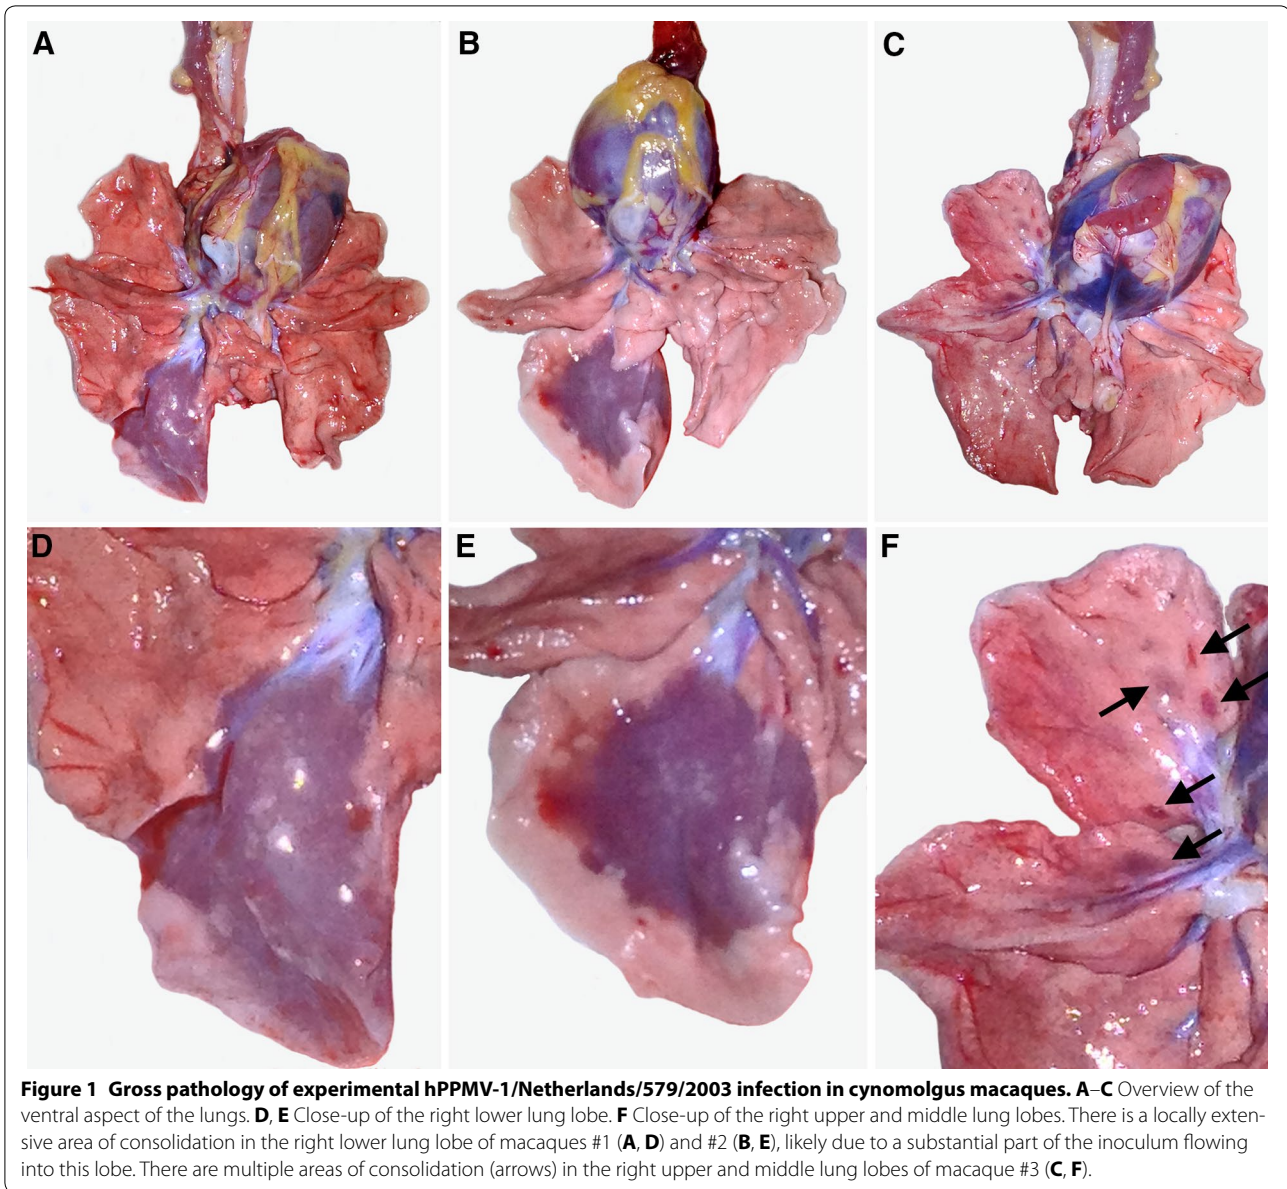 A
B
C
D
E
F
Figure 1 Gross pathology of experimental hPPMV-1/Netherlands/579/2003 infection in cynomolgus macaques. A–C Overview of the
ventral aspect of the lungs. D, E Close-up of the right lower lung lobe. F Close-up of the right upper and middle lung lobes. There is a locally exten-
sive area of consolidation in the right lower lung lobe of macaques #1 (A, D) and #2 (B, E), likely due to a substantial part of the inoculum flowing
into this lobe. There are multiple areas of consolidation (arrows) in the right upper and middle lung lobes of macaque #3 (C, F).